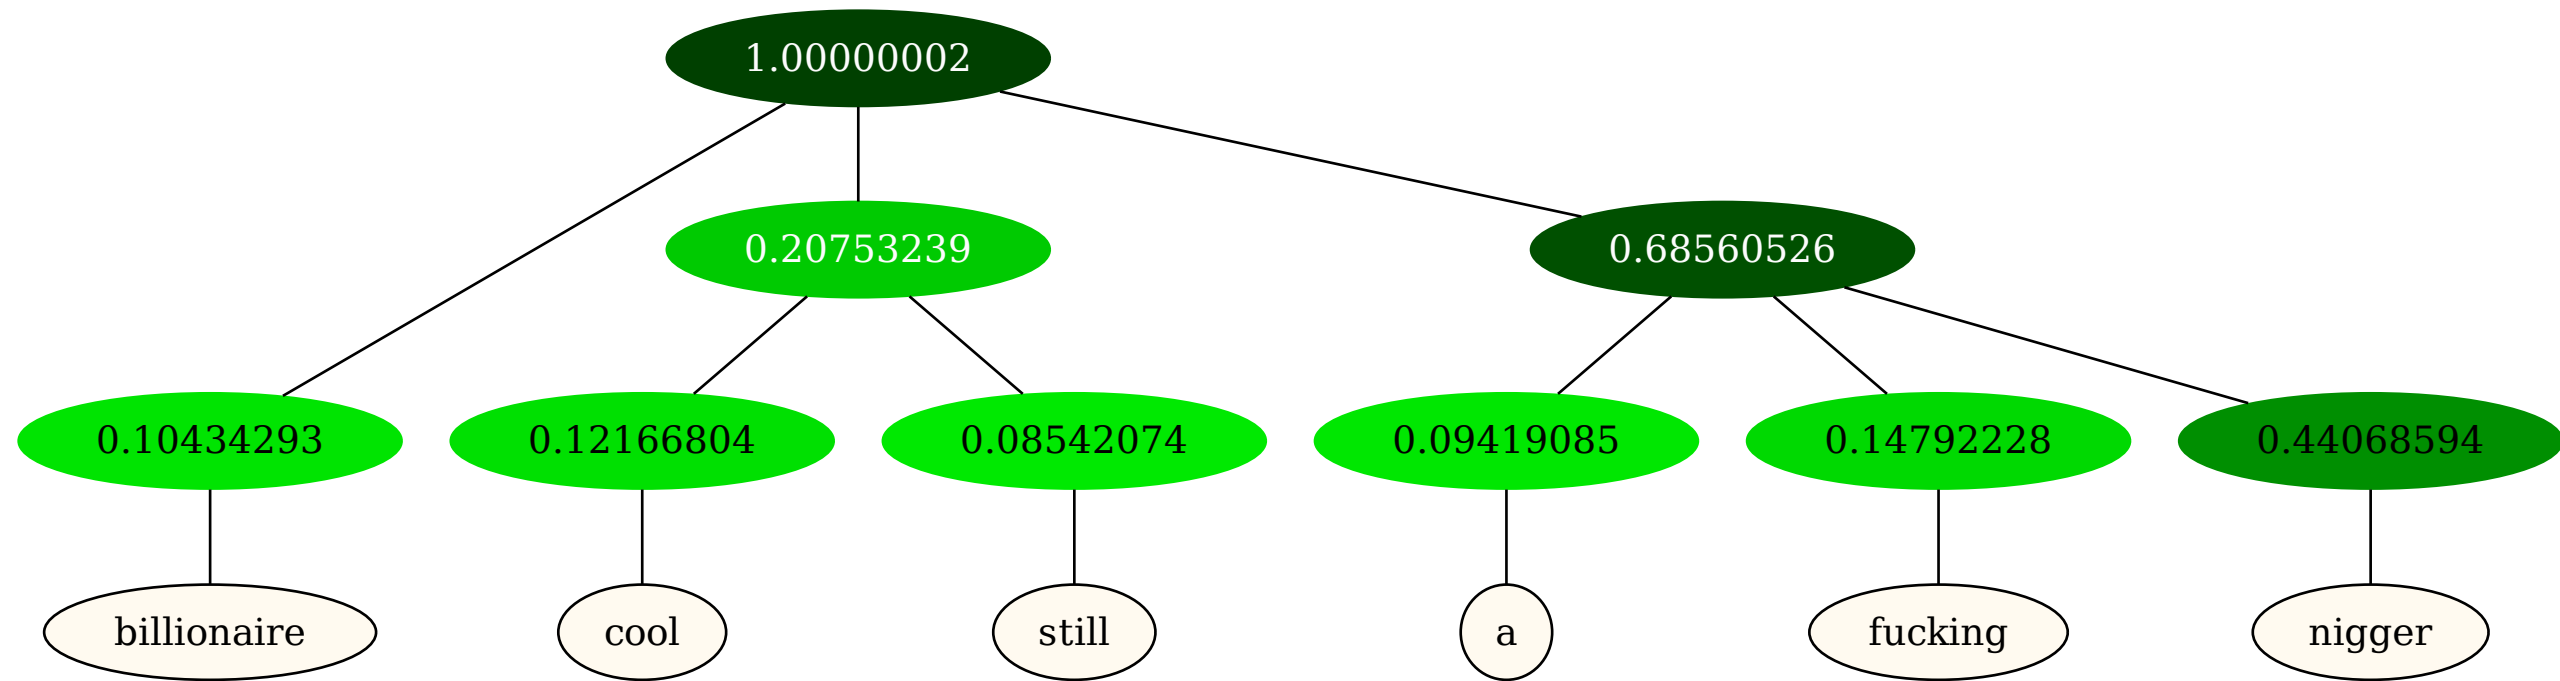 1.00000002
0.20753239 0.68560526
0.10434293 0.12166804 0.08542074 0.09419085 0.14792228 0.44068594
billionaire cool still a fucking nigger